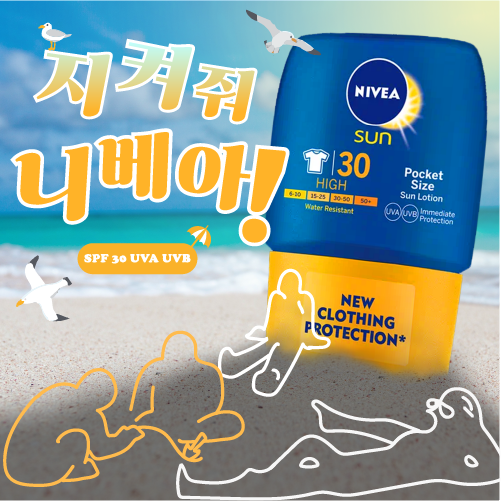 지켜줘
니베아!
SPF 30 UVA UVB
NIVEA
SUN
30
HIGH
6-10 15-25 30-50 50+
Water Resistant
Pocket
Size
Sun Lotion
UVA UVB Immediate
Protection
NEW
CLOTHING
PROTECTION*